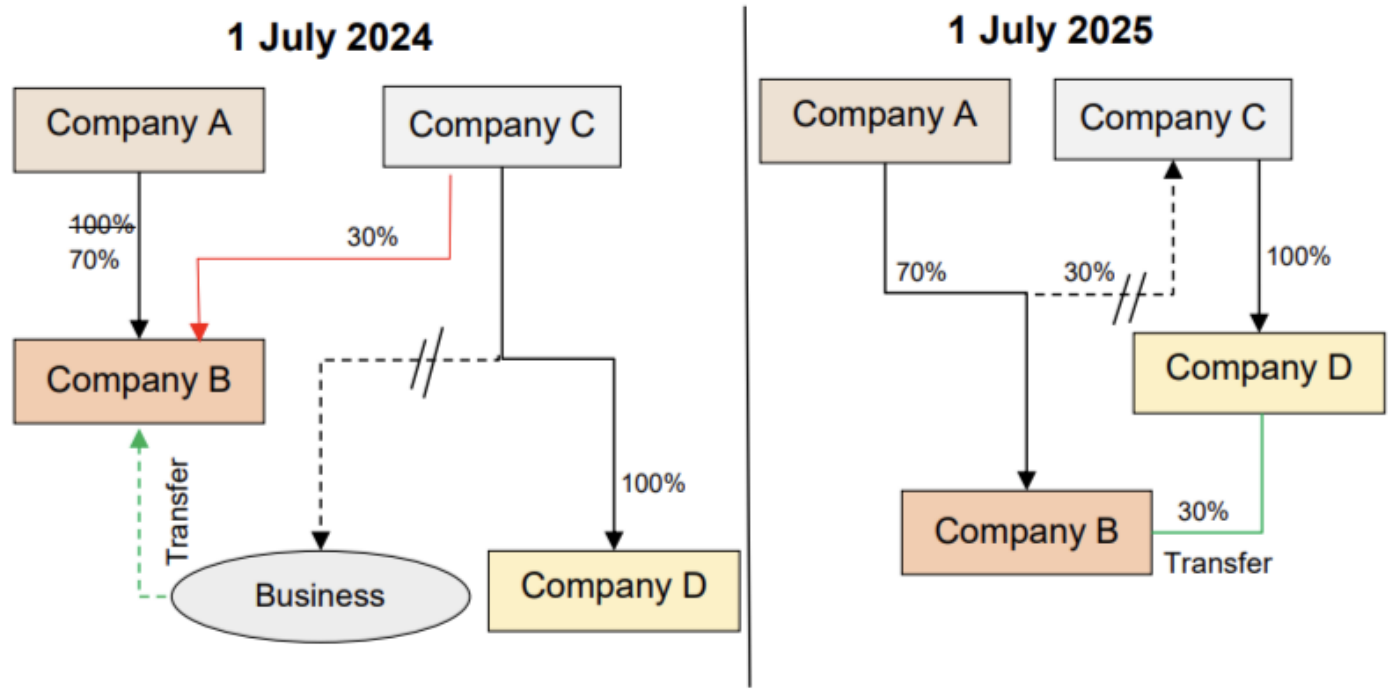 1 July 2024
Company A
Company C
100%
70%
30%
Company B
Transfer
100%
Business
Company D
1 July 2025
Company A
Company C
70%
30%
100%
Company D
Company B
30%
Transfer